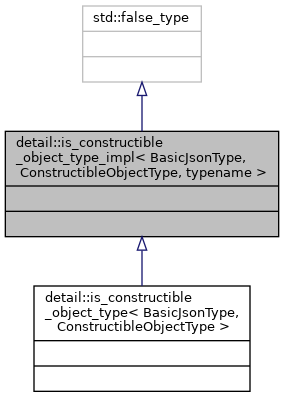 std::false_type
detail::is_constructible
_object_type_impl< BasicJsonType,
ConstructibleObjectType, typename >
detail::is_constructible
_object_type< BasicJsonType,
ConstructibleObjectType >